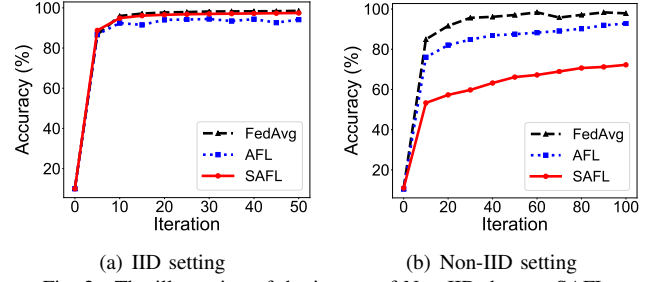 100
80
60
40
20
Accuracy (%)
FedAvg
AFL
SAFL
0 10 20 30 40 50
Iteration
(a) IID setting
100
80
60
40
20
Accuracy (%)
FedAvg
AFL
SAFL
0 20 40 60 80 100
Iteration
(b) Non-IID setting